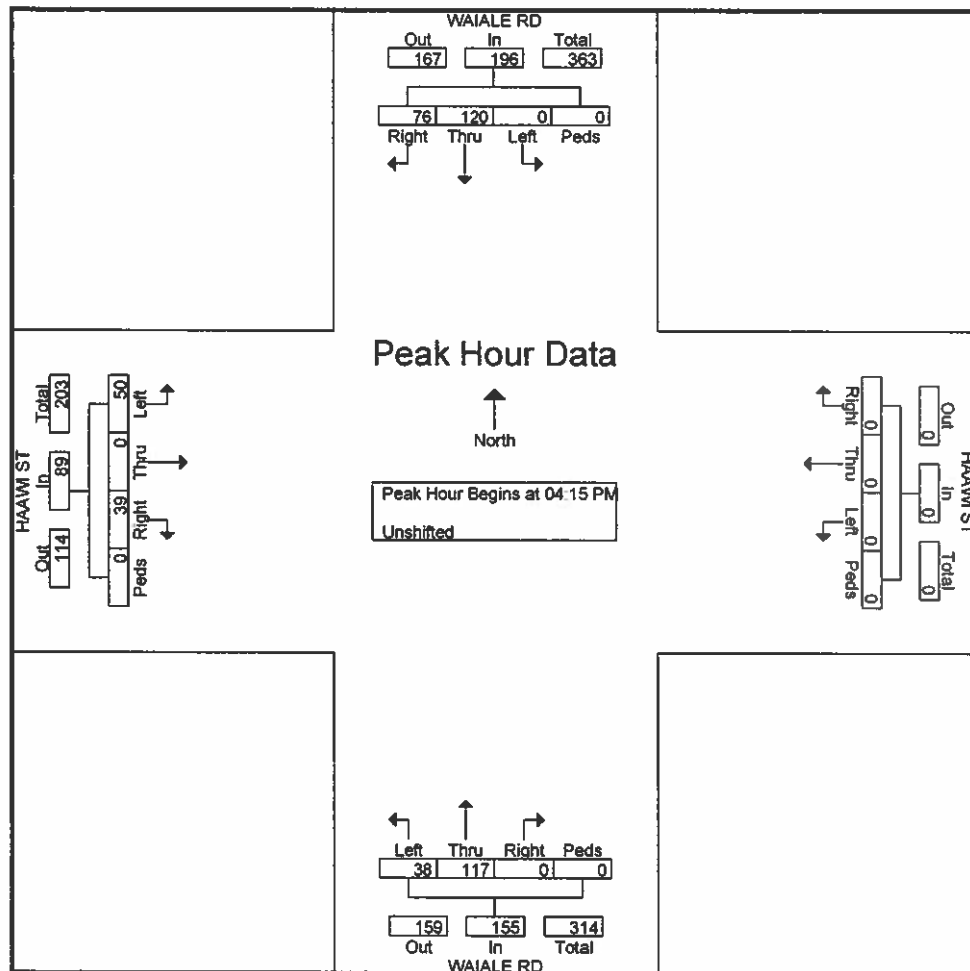 WAIALE RD
Out In Total
167 196 363
76 120 0 0
Right Thru Left Peds
Peak Hour Data
North
Peak Hour Begins at 04:15 PM
Unshifted
HAAWI ST
Total In Out
203 89 114
50 0 39 0
Left Thru Right Peds
Right Thru Left Peds
0 0 0 0
Out In Total
0 0 0
HAAWI ST
Left Thru Right Peds
38 117 0 0
159 155 314
Out In Total
WAIALE RD